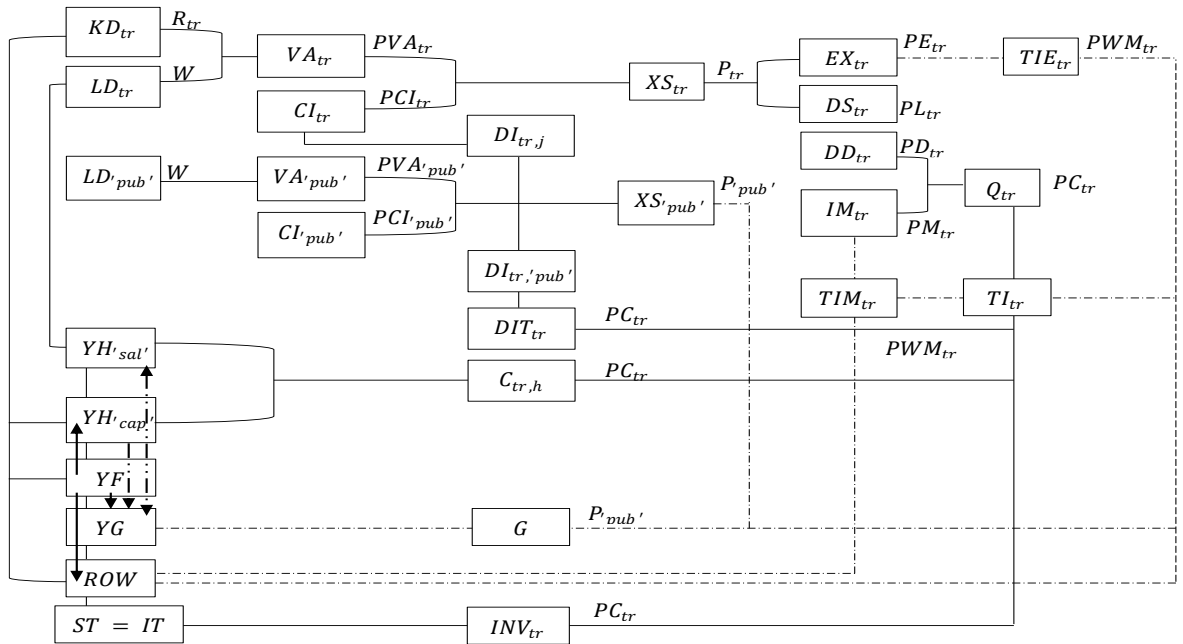 KD_tr R_tr
VA_tr PVA_tr
EX_tr PE_tr TIE_tr PWM_tr
LD_tr W
XS_tr P_tr
CI_tr PCI_tr
DS_tr PL_tr
DI_tr,j
DD_tr PD_tr
LD_'pub' W VA_'pub' PVA_'pub'
XS_'pub' P_'pub'
Q_tr PC_tr
CI_'pub' PCI_'pub'
IM_tr PM_tr
DI_tr,'pub'
TIM_tr TI_tr
DIT_tr PC_tr
PWM_tr
YH_'sal'
C_tr,h PC_tr
YH_'cap'
YF
YG G P_'pub'
ROW
ST = IT INV_tr PC_tr